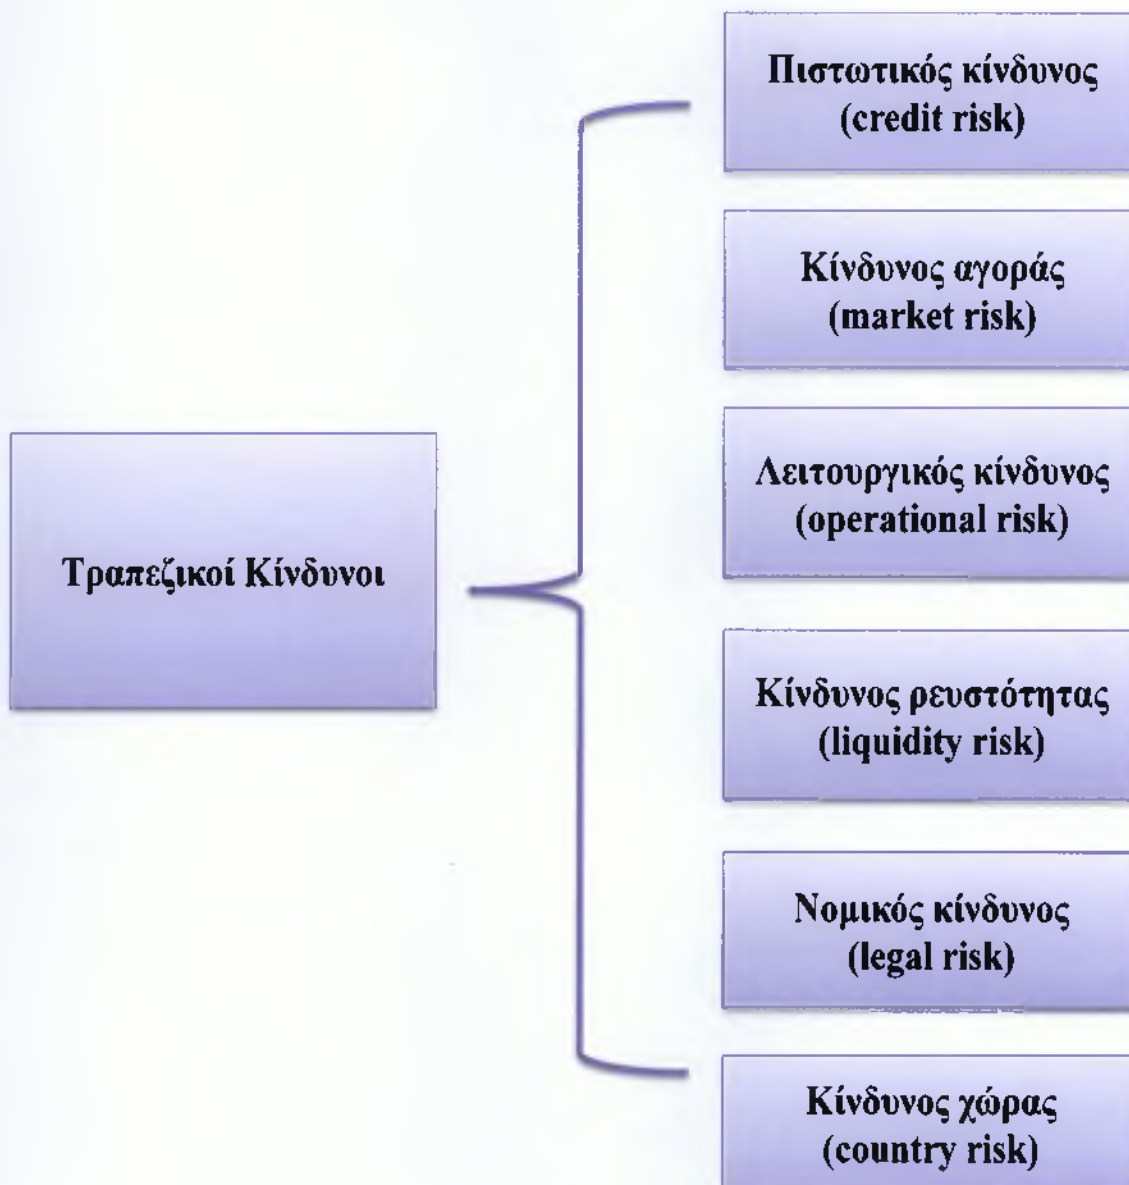 Τραπεζικοί Κίνδυνοι
Πιστωτικός κίνδυνος
(credit risk)
Κίνδυνος αγοράς
(market risk)
Λειτουργικός κίνδυνος
(operational risk)
Κίνδυνος ρευστότητας
(liquidity risk)
Νομικός κίνδυνος
(legal risk)
Κίνδυνος χώρας
(country risk)